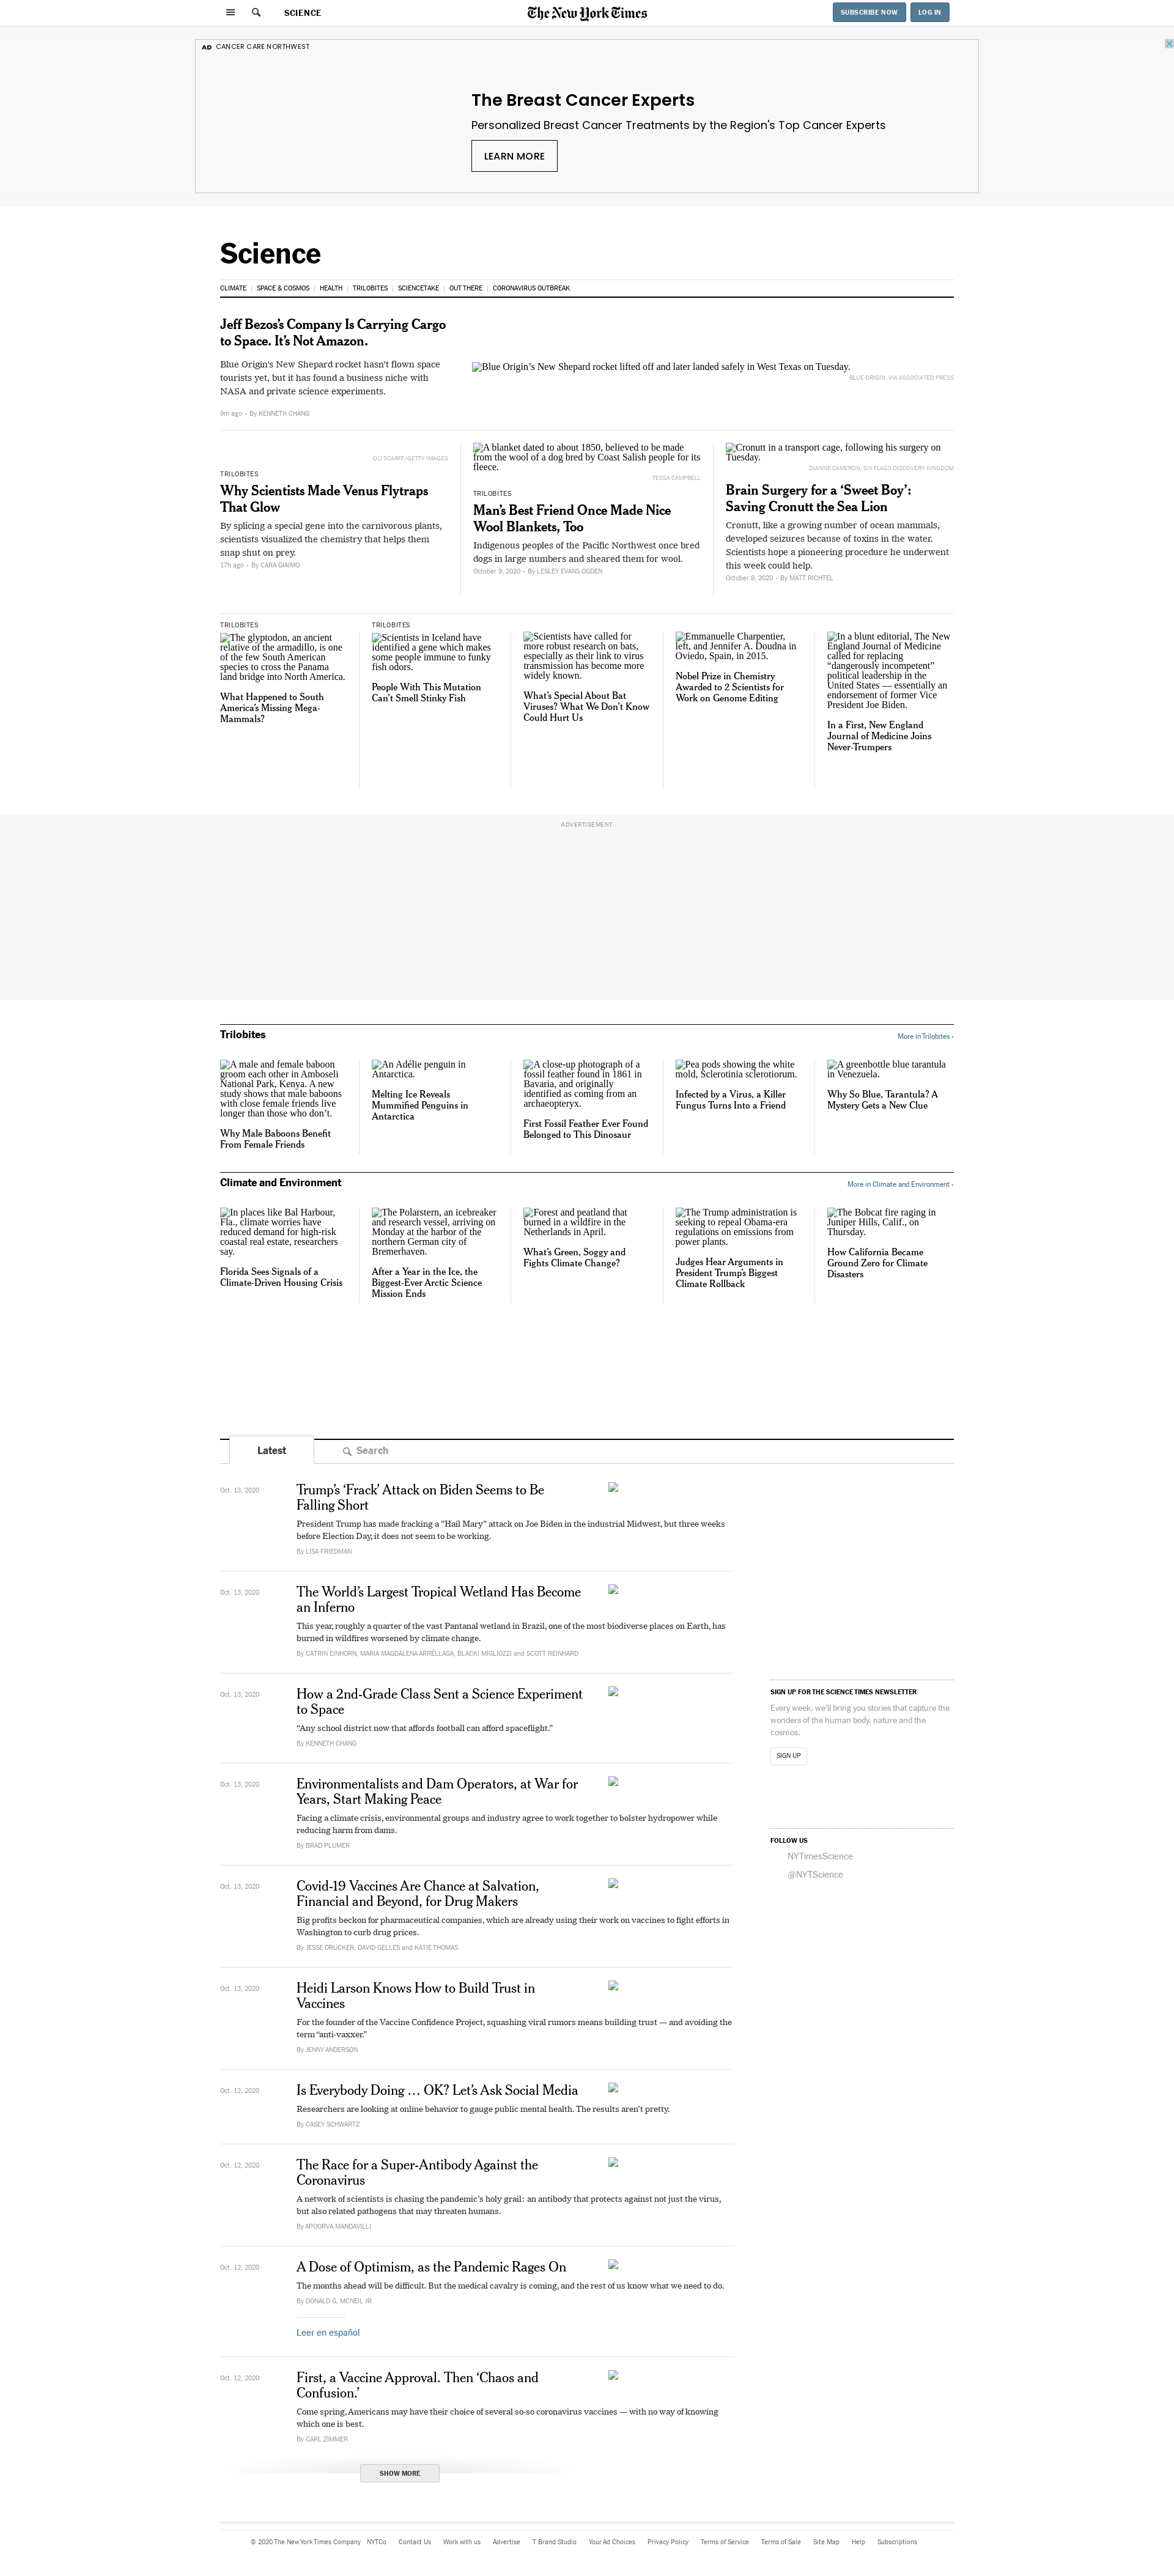 SCIENCE
The New York Times
SUBSCRIBE NOW
LOG IN
AD CANCER CARE NORTHWEST
The Breast Cancer Experts
Personalized Breast Cancer Treatments by the Region's Top Cancer Experts
LEARN MORE
Science
CLIMATE
SPACE & COSMOS
HEALTH
TRILOBITES
SCIENCETAKE
OUT THERE
CORONAVIRUS OUTBREAK
Jeff Bezos’s Company Is Carrying Cargo
to Space. It’s Not Amazon.
Blue Origin’s New Shepard rocket hasn’t flown space
tourists yet, but it has found a business niche with
NASA and private science experiments.
9m ago • By KENNETH CHANG
Blue Origin’s New Shepard rocket lifted off and later landed safely in West Texas on Tuesday.
BLUE ORIGIN, VIA ASSOCIATED PRESS
OLI SCARFF/GETTY IMAGES
TRILOBITES
Why Scientists Made Venus Flytraps
That Glow
By splicing a special gene into the carnivorous plants,
scientists visualized the chemistry that helps them
snap shut on prey.
17h ago • By CARA GIAIMO
A blanket dated to about 1850, believed to be made
from the wool of a dog bred by Coast Salish people for its
fleece.
TESSA CAMPBELL
TRILOBITES
Man’s Best Friend Once Made Nice
Wool Blankets, Too
Indigenous peoples of the Pacific Northwest once bred
dogs in large numbers and sheared them for wool.
October 9, 2020 • By LESLEY EVANS OGDEN
Cronutt in a transport cage, following his surgery on
Tuesday.
DIANNE CAMERON/SIX FLAGS DISCOVERY KINGDOM
Brain Surgery for a ‘Sweet Boy’:
Saving Cronutt the Sea Lion
Cronutt, like a growing number of ocean mammals,
developed seizures because of toxins in the water.
Scientists hope a pioneering procedure he underwent
this week could help.
October 8, 2020 • By MATT RICHTEL
TRILOBITES
The glyptodon, an ancient
relative of the armadillo, is one
of the few South American
species to cross the Panama
land bridge into North America.
What Happened to South
America’s Missing Mega-
Mammals?
TRILOBITES
Scientists in Iceland have
identified a gene which makes
some people immune to funky
fish odors.
People With This Mutation
Can’t Smell Stinky Fish
Scientists have called for
more robust research on bats,
especially as their link to virus
transmission has become more
widely known.
What’s Special About Bat
Viruses? What We Don’t Know
Could Hurt Us
Emmanuelle Charpentier,
left, and Jennifer A. Doudna in
Oviedo, Spain, in 2015.
Nobel Prize in Chemistry
Awarded to 2 Scientists for
Work on Genome Editing
In a blunt editorial, The New
England Journal of Medicine
called for replacing
“dangerously incompetent”
political leadership in the
United States — essentially an
endorsement of former Vice
President Joe Biden.
In a First, New England
Journal of Medicine Joins
Never-Trumpers
ADVERTISEMENT
Trilobites
More in Trilobites ›
A male and female baboon
groom each other in Amboseli
National Park, Kenya. A new
study shows that male baboons
with close female friends live
longer than those who don’t.
Why Male Baboons Benefit
From Female Friends
An Adélie penguin in
Antarctica.
Melting Ice Reveals
Mummified Penguins in
Antarctica
A close-up photograph of a
fossil feather found in 1861 in
Bavaria, and originally
identified as coming from an
archaeopteryx.
First Fossil Feather Ever Found
Belonged to This Dinosaur
Pea pods showing the white
mold, Sclerotinia sclerotiorum.
Infected by a Virus, a Killer
Fungus Turns Into a Friend
A greenbottle blue tarantula
in Venezuela.
Why So Blue, Tarantula? A
Mystery Gets a New Clue
Climate and Environment
More in Climate and Environment ›
In places like Bal Harbour,
Fla., climate worries have
reduced demand for high-risk
coastal real estate, researchers
say.
Florida Sees Signals of a
Climate-Driven Housing Crisis
The Polarstern, an icebreaker
and research vessel, arriving on
Monday at the harbor of the
northern German city of
Bremerhaven.
After a Year in the Ice, the
Biggest-Ever Arctic Science
Mission Ends
Forest and peatland that
burned in a wildfire in the
Netherlands in April.
What’s Green, Soggy and
Fights Climate Change?
The Trump administration is
seeking to repeal Obama-era
regulations on emissions from
power plants.
Judges Hear Arguments in
President Trump’s Biggest
Climate Rollback
The Bobcat fire raging in
Juniper Hills, Calif., on
Thursday.
How California Became
Ground Zero for Climate
Disasters
Latest
Search
Oct. 13, 2020
Trump’s ‘Frack’ Attack on Biden Seems to Be
Falling Short
President Trump has made fracking a "Hail Mary" attack on Joe Biden in the industrial Midwest, but three weeks
before Election Day, it does not seem to be working.
By LISA FRIEDMAN
Oct. 13, 2020
The World’s Largest Tropical Wetland Has Become
an Inferno
This year, roughly a quarter of the vast Pantanal wetland in Brazil, one of the most biodiverse places on Earth, has
burned in wildfires worsened by climate change.
By CATRIN EINHORN, MARIA MAGDALENA ARRÉLLAGA, BLACKI MIGLIOZZI and SCOTT REINHARD
Oct. 13, 2020
How a 2nd-Grade Class Sent a Science Experiment
to Space
“Any school district now that affords football can afford spaceflight.”
By KENNETH CHANG
Oct. 13, 2020
Environmentalists and Dam Operators, at War for
Years, Start Making Peace
Facing a climate crisis, environmental groups and industry agree to work together to bolster hydropower while
reducing harm from dams.
By BRAD PLUMER
Oct. 13, 2020
Covid-19 Vaccines Are Chance at Salvation,
Financial and Beyond, for Drug Makers
Big profits beckon for pharmaceutical companies, which are already using their work on vaccines to fight efforts in
Washington to curb drug prices.
By JESSE DRUCKER, DAVID GELLES and KATIE THOMAS
Oct. 13, 2020
Heidi Larson Knows How to Build Trust in
Vaccines
For the founder of the Vaccine Confidence Project, squashing viral rumors means building trust — and avoiding the
term “anti-vaxxer.”
By JENNY ANDERSON
Oct. 12, 2020
Is Everybody Doing … OK? Let’s Ask Social Media
Researchers are looking at online behavior to gauge public mental health. The results aren’t pretty.
By CASEY SCHWARTZ
Oct. 12, 2020
The Race for a Super-Antibody Against the
Coronavirus
A network of scientists is chasing the pandemic’s holy grail: an antibody that protects against not just the virus,
but also related pathogens that may threaten humans.
By APOORVA MANDAVILLI
Oct. 12, 2020
A Dose of Optimism, as the Pandemic Rages On
The months ahead will be difficult. But the medical cavalry is coming, and the rest of us know what we need to do.
By DONALD G. MCNEIL JR.
Leer en español
Oct. 12, 2020
First, a Vaccine Approval. Then ‘Chaos and
Confusion.’
Come spring, Americans may have their choice of several so-so coronavirus vaccines — with no way of knowing
which one is best.
By CARL ZIMMER
SHOW MORE
SIGN UP FOR THE SCIENCE TIMES NEWSLETTER
Every week, we’ll bring you stories that capture the
wonders of the human body, nature and the
cosmos.
SIGN UP
FOLLOW US
NYTimesScience
@NYTScience
© 2020 The New York Times Company
NYTCo
Contact Us
Work with us
Advertise
T Brand Studio
Your Ad Choices
Privacy Policy
Terms of Service
Terms of Sale
Site Map
Help
Subscriptions